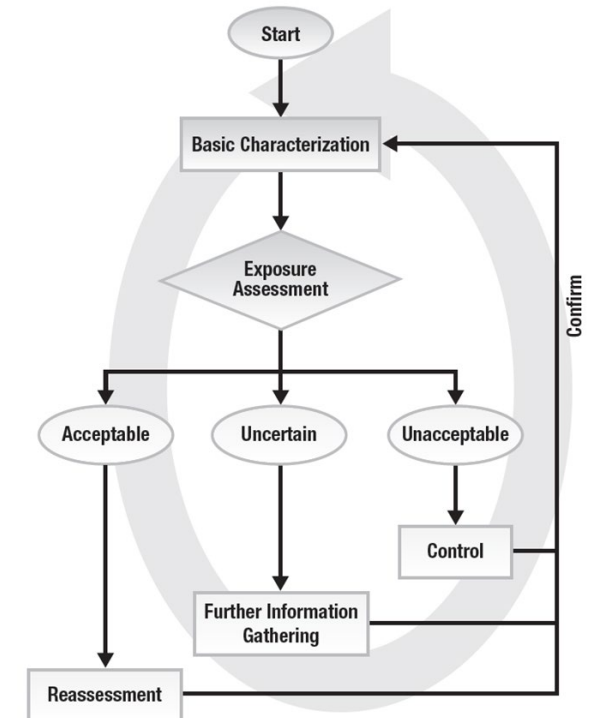 Start
Basic Characterization
Exposure
Assessment
Confirm
Acceptable
Uncertain
Unacceptable
Control
Further Information
Gathering
Reassessment